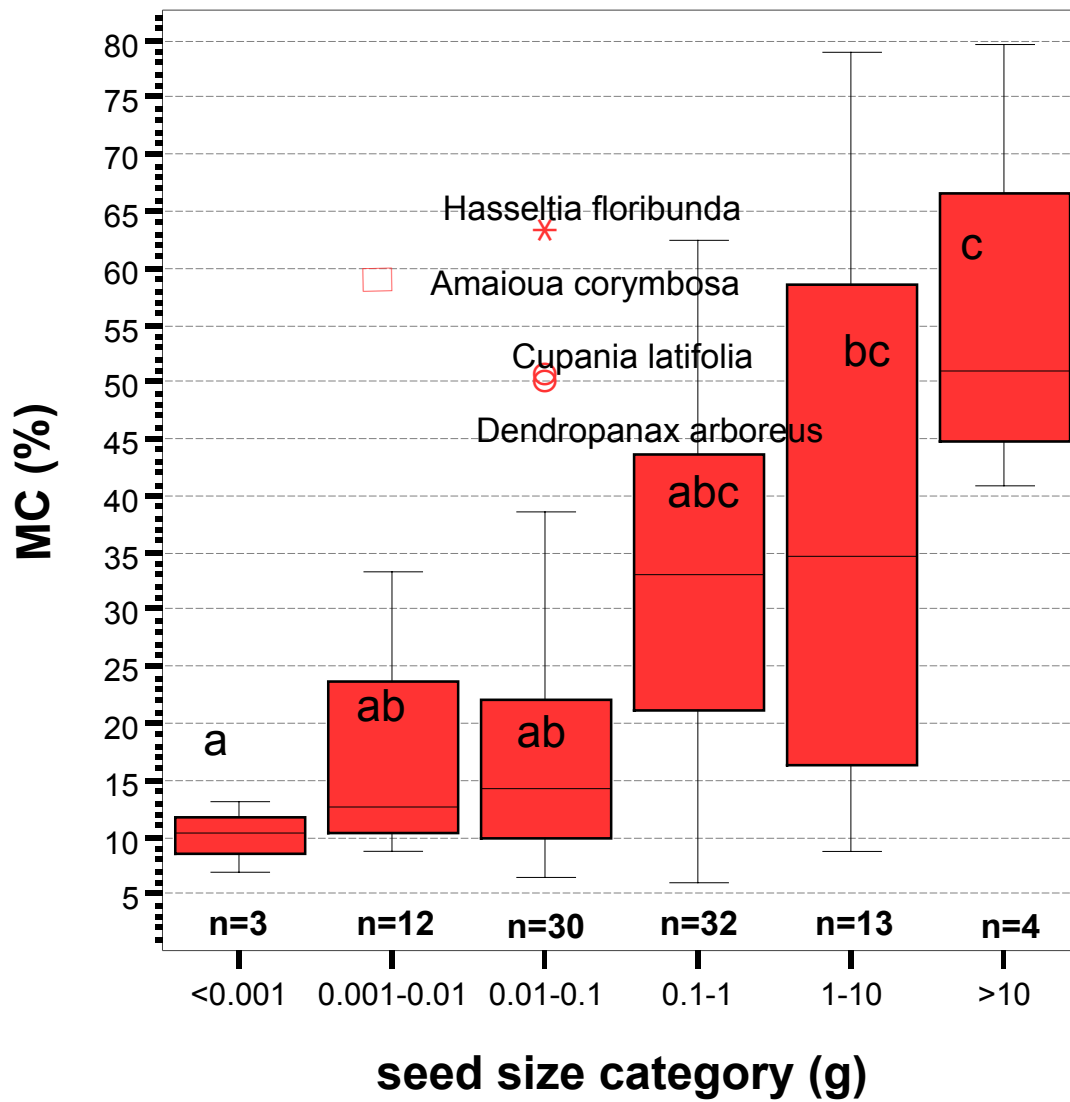 80
75
70
65
60
55
50
45
40
35
30
25
20
15
10
5
MC (%)
Hasseltia floribunda
Amaioua corymbosa
Cupania latifolia
Dendropanax arboreus
a
ab
ab
abc
bc
c
n=3
n=12
n=30
n=32
n=13
n=4
<0.001
0.001-0.01
0.01-0.1
0.1-1
1-10
>10
seed size category (g)